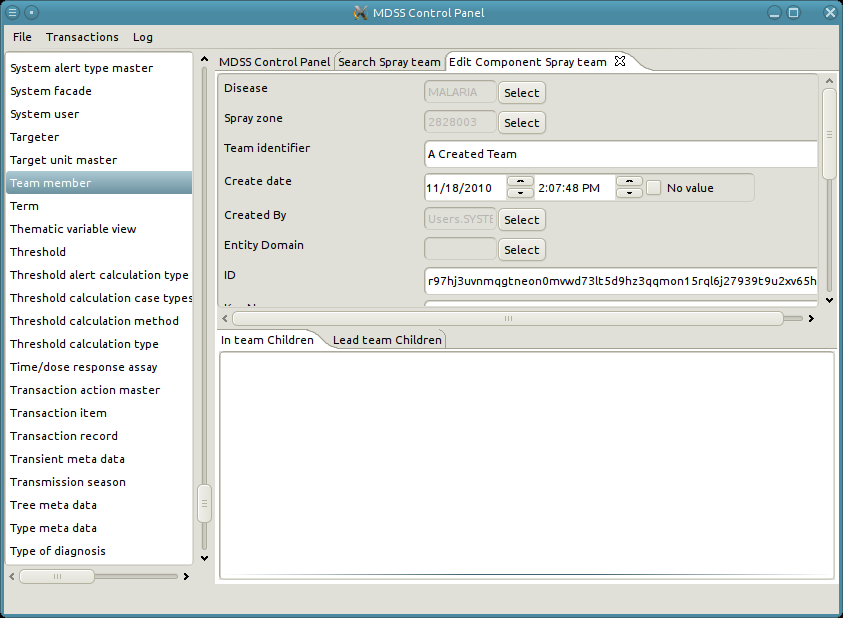 MDSS Control Panel
File Transactions Log
System alert type master
System facade
System user
Targeter
Target unit master
Team member
Term
Thematic variable view
Threshold
Threshold alert calculation type
Threshold calculation case types
Threshold calculation method
Threshold calculation type
Time/dose response assay
Transaction action master
Transaction item
Transaction record
Transient meta data
Transmission season
Tree meta data
Type meta data
Type of diagnosis
MDSS Control Panel Search Spray team Edit Component Spray team
Disease MALARIA Select
Spray zone 2828003 Select
Team identifier A Created Team
Create date 11/18/2010 2:07:48 PM No value
Created By Users.SYSTE Select
Entity Domain Select
ID r97hj3uvnmqgtneon0mvwd73lt5d9hz3qqmon15rql6j27939t9u2xv65h
In team Children Lead team Children